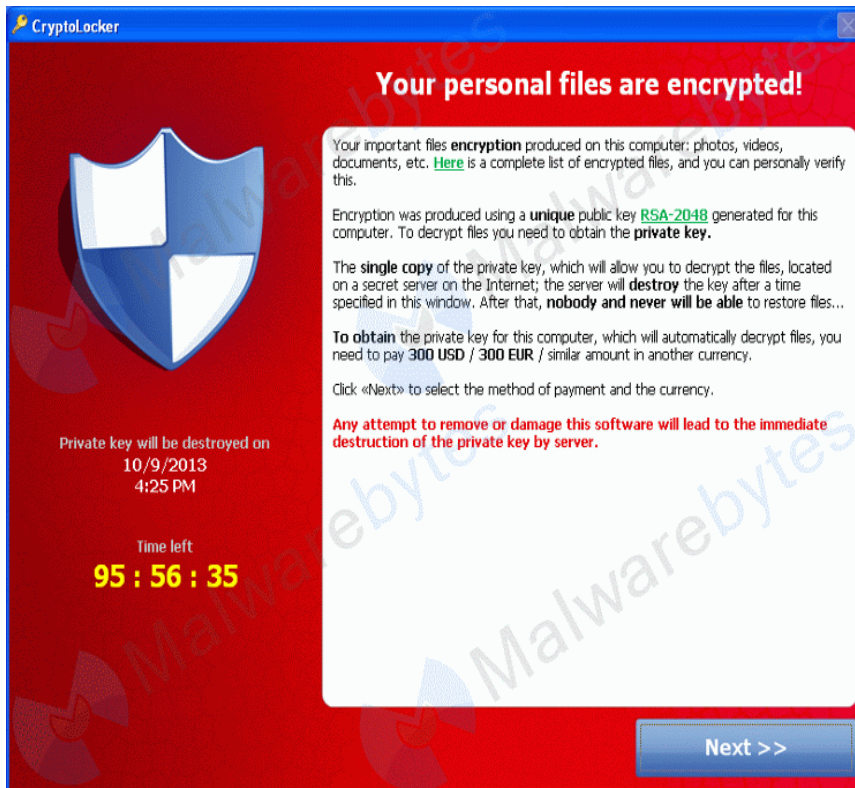 CryptoLocker
Your personal files are encrypted!
Your important files encryption produced on this computer: photos, videos,
documents, etc. Here is a complete list of encrypted files, and you can personally verify
this.
Encryption was produced using a unique public key RSA-2048 generated for this
computer. To decrypt files you need to obtain the private key.
The single copy of the private key, which will allow you to decrypt the files, located
on a secret server on the Internet; the server will destroy the key after a time
specified in this window. After that, nobody and never will be able to restore files...
To obtain the private key for this computer, which will automatically decrypt files, you
need to pay 300 USD / 300 EUR / similar amount in another currency.
Click «Next» to select the method of payment and the currency.
Any attempt to remove or damage this software will lead to the immediate
destruction of the private key by server.
Private key will be destroyed on
10/9/2013
4:25 PM
Time left
95 : 56 : 35
Next >>
Malwarebytes
Malwarebytes
Malwarebytes
Malwarebytes